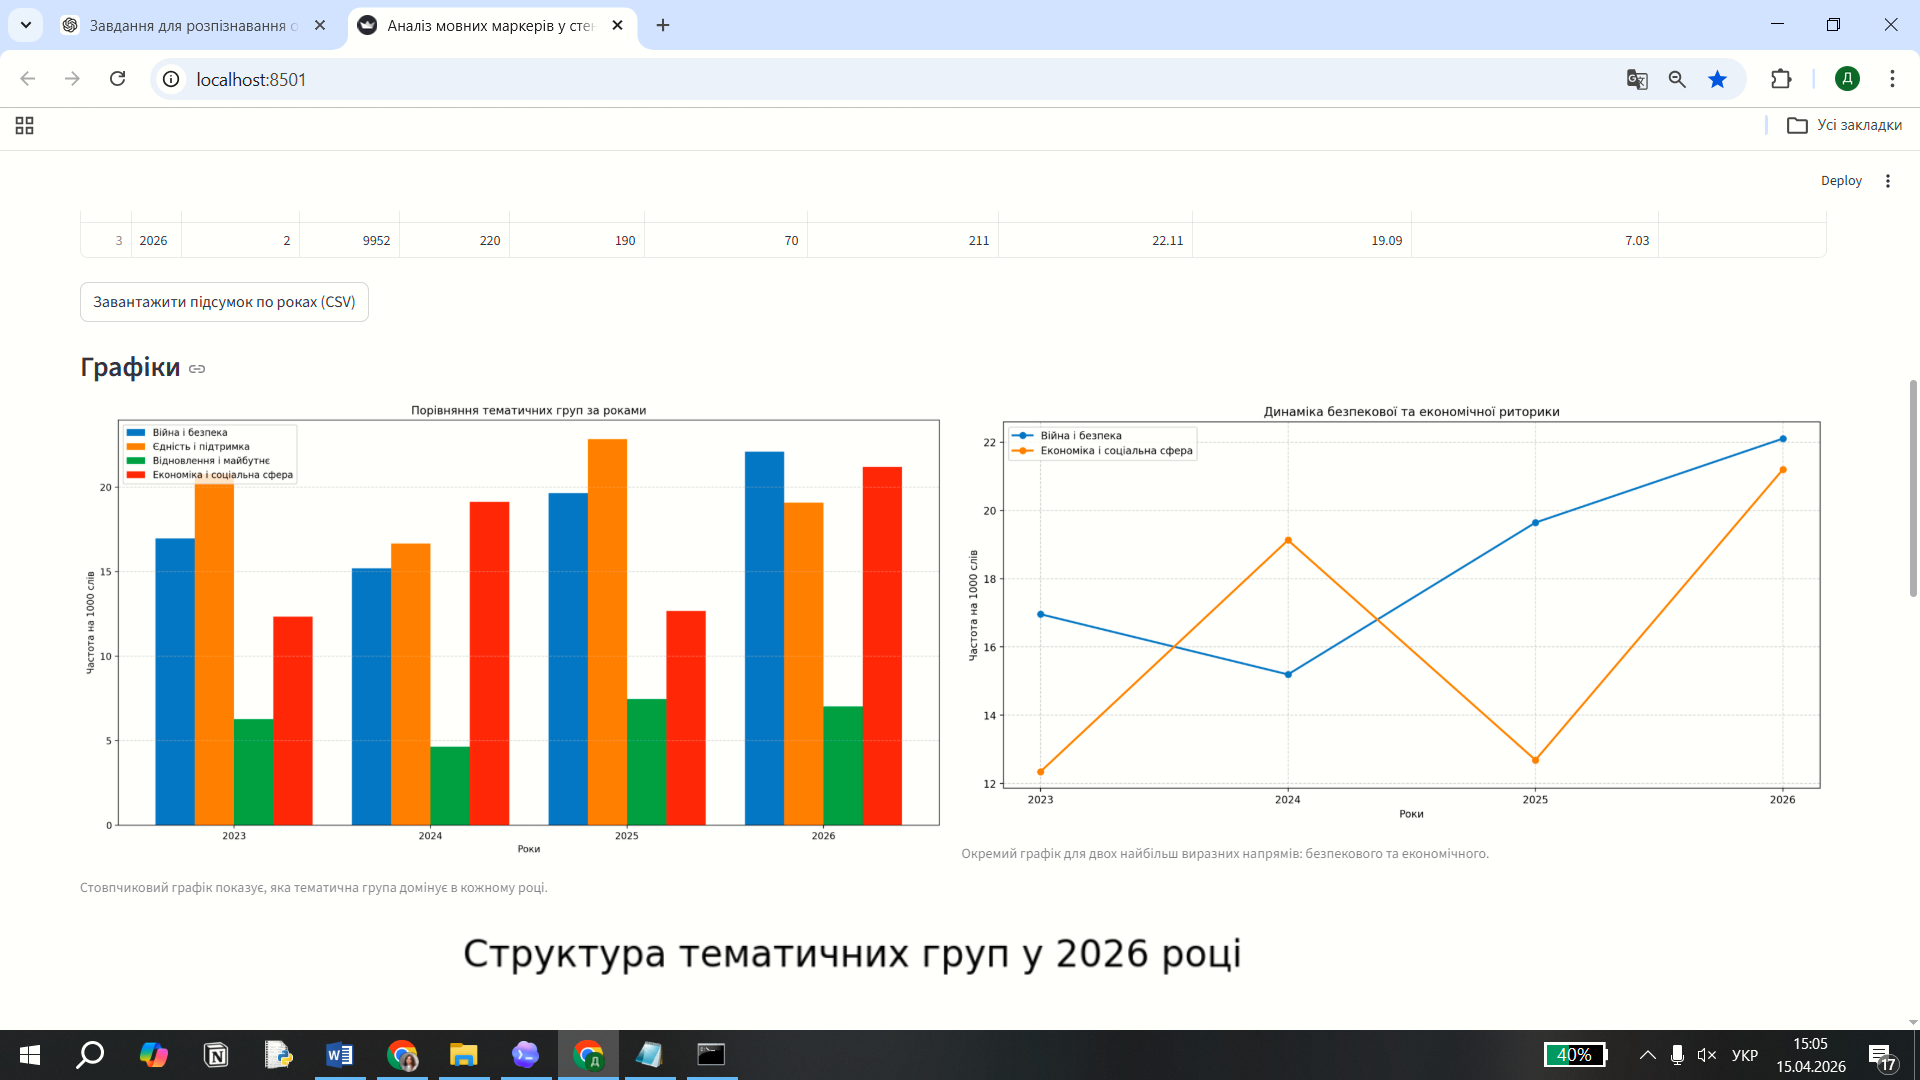 Завдання для розпізнавання о
Аналіз мовних маркерів у сте
localhost:8501
Д
Усі закладки
Deploy
3 2026 2 9952 220 190 70 211 22.11 19.09 7.03
Завантажити підсумок по роках (CSV)
Графіки
Порівняння тематичних груп за роками
Війна і безпека
Єдність і підтримка
Відновлення і майбутнє
Економіка і соціальна сфера
Частота на 1000 слів
20
15
10
5
0
2023 2024 2025 2026
Роки
Стовпчиковий графік показує, яка тематична група домінує в кожному році.
Динаміка безпекової та економічної риторики
Війна і безпека
Економіка і соціальна сфера
Частота на 1000 слів
22
20
18
16
14
12
2023 2024 2025 2026
Роки
Окремий графік для двох найбільш виразних напрямів: безпекового та економічного.
Структура тематичних груп у 2026 році
40%
УКР
15:05
15.04.2026
17